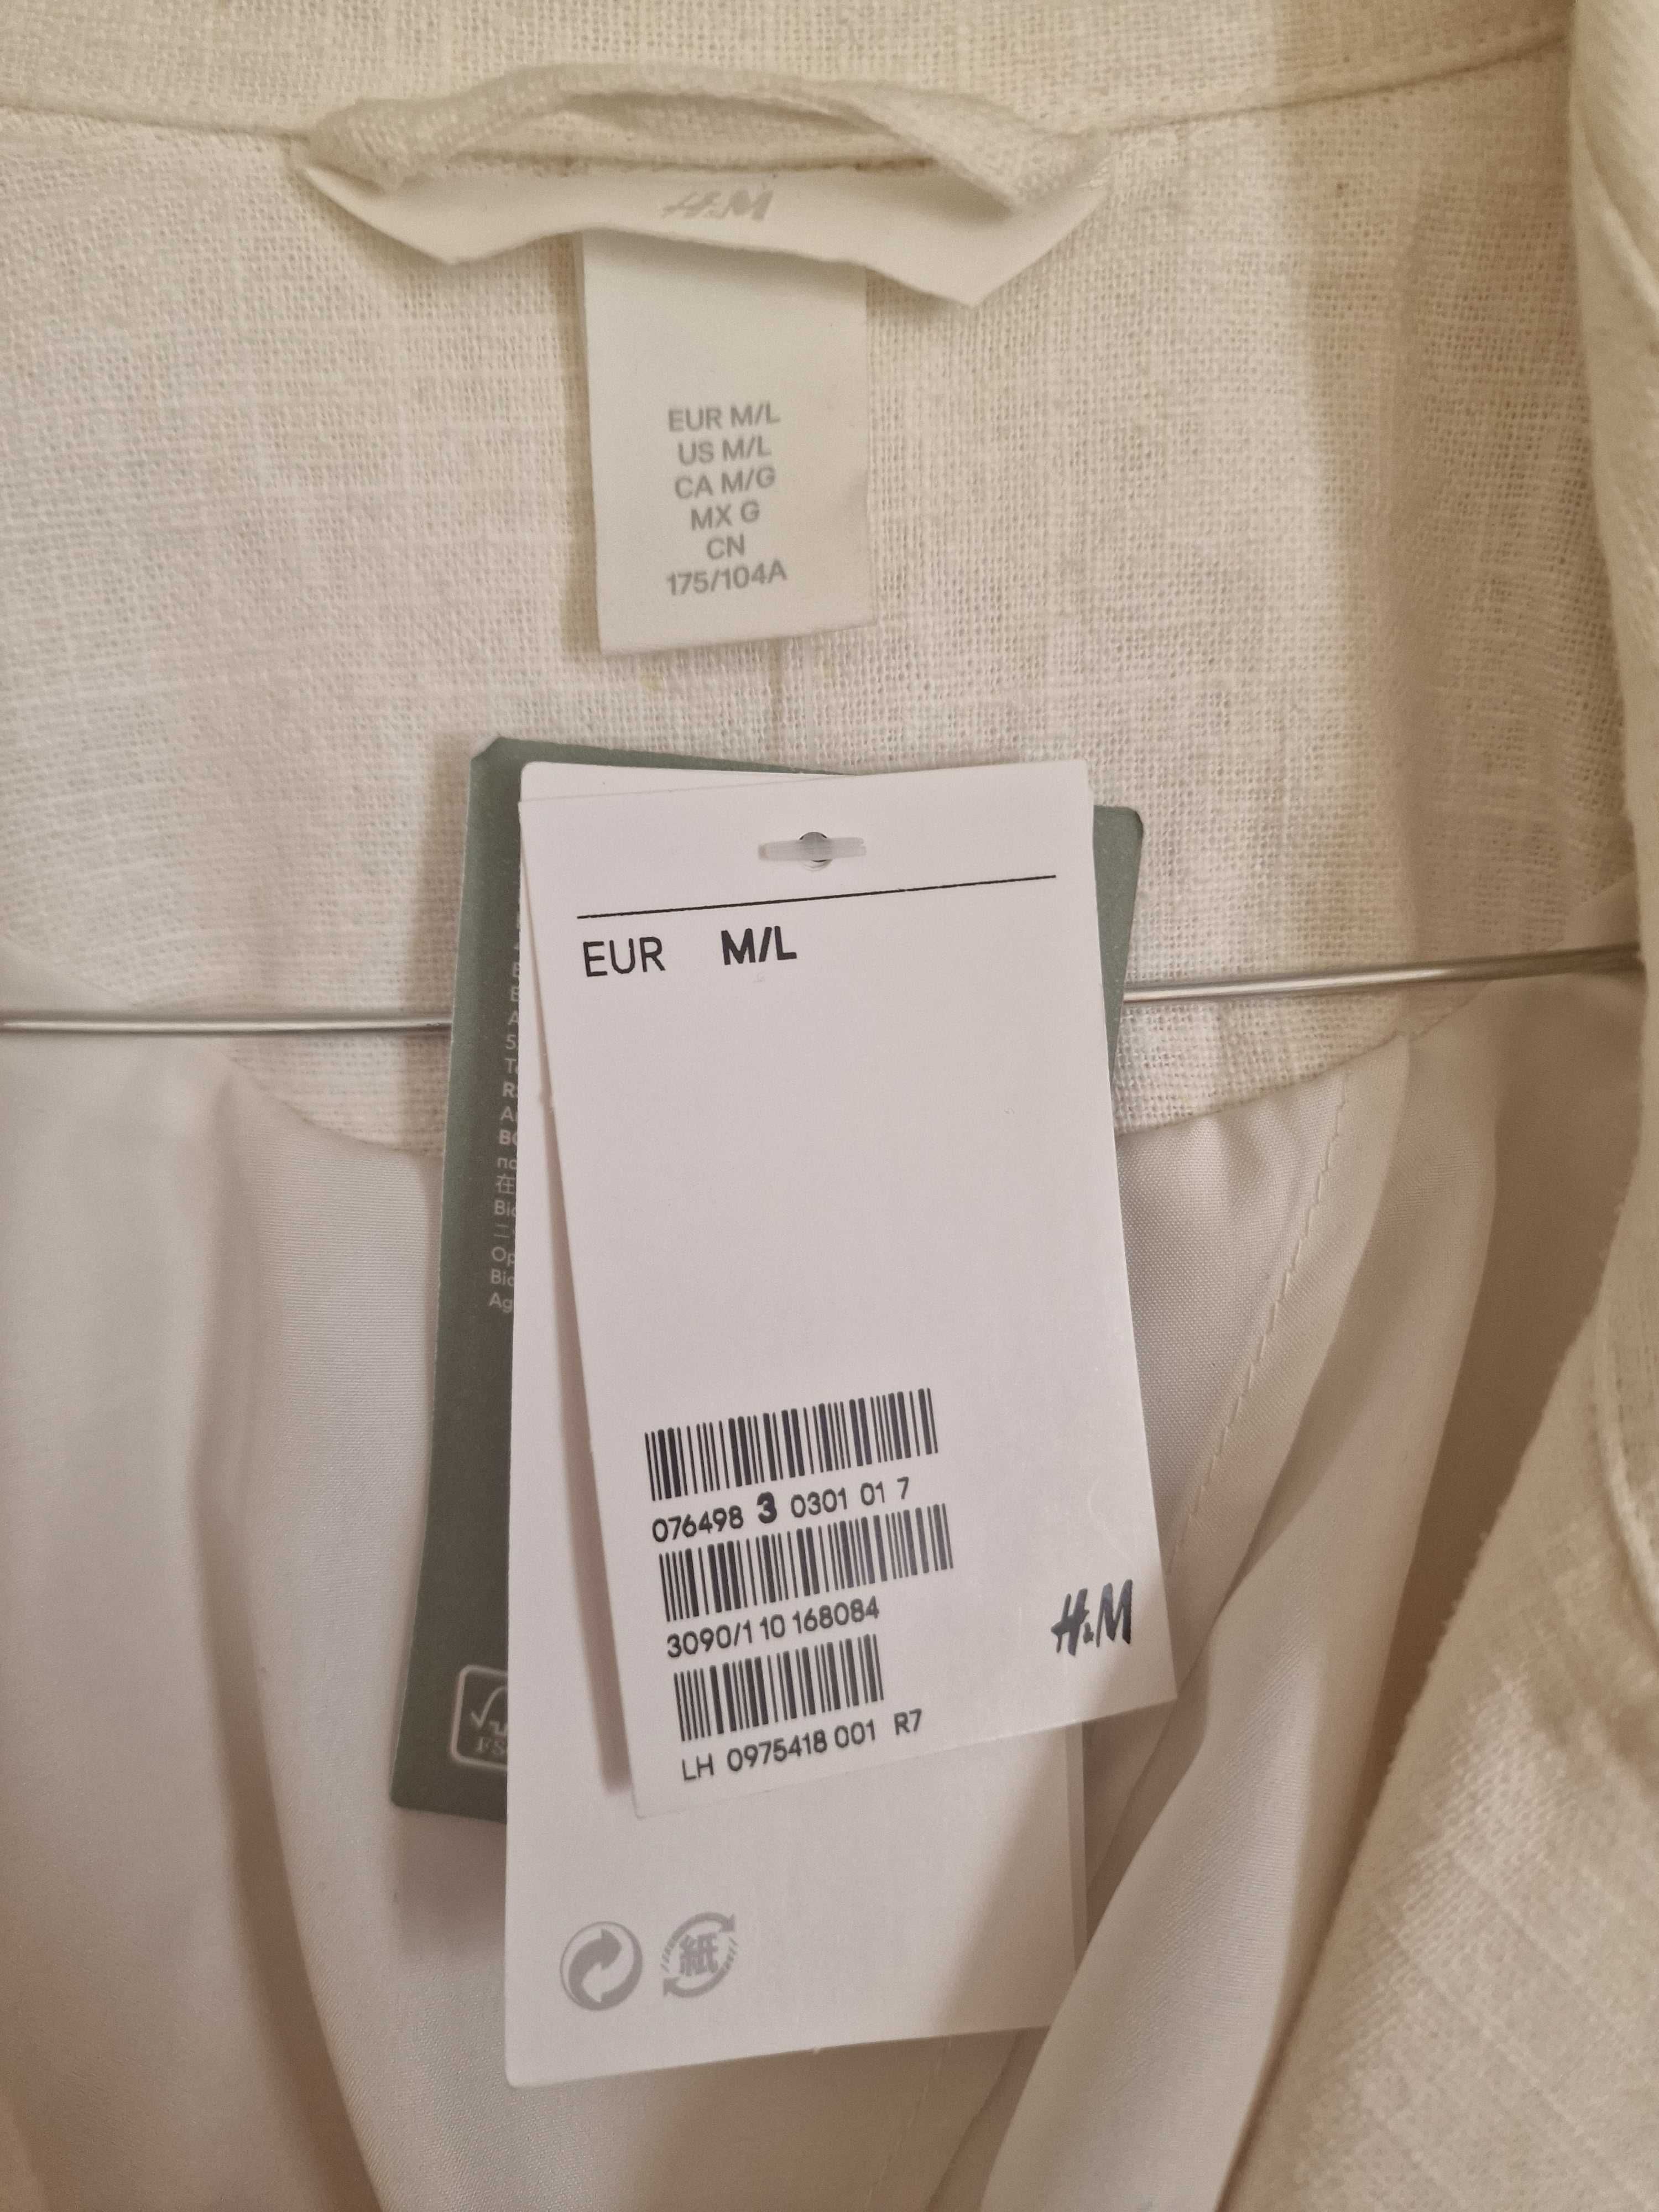 H&M
EUR M/L
US M/L
CA M/G
MX G
CN
175/104A
EUR M/L
076498 3 0301 01 7
3090/1 10 168084
H&M
LH 0975418 001 R7
紙